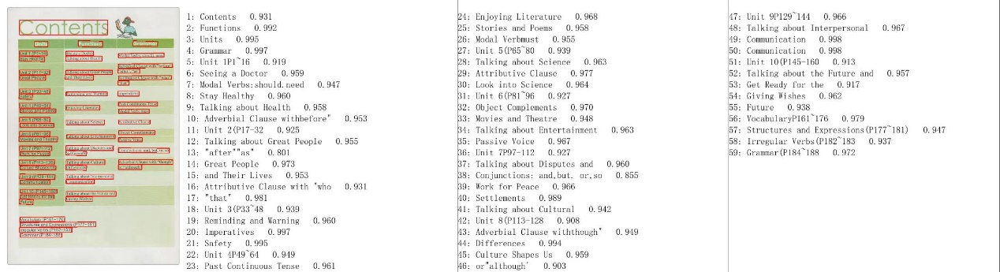 Contents
Units
Functions
Grammar
1: Contents 0.931
2: Functions 0.992
3: Units 0.995
4: Grammar 0.997
5: Unit 1P1~16 0.919
6: Seeing a Doctor 0.959
7: Modal Verbs:should.need 0.947
8: Stay Healthy 0.960
9: Talking about Health 0.958
10: Adverbial Clause withbefore" 0.953
11: Unit 2(P17-32 0.925
12: Talking about Great People 0.955
13: "after""as" 0.801
14: Great People 0.973
15: and Their Lives 0.953
16: Attributive Clause with "who 0.931
17: "that" 0.981
18: Unit 3(P33~48 0.939
19: Reminding and Warning 0.960
20: Imperatives 0.997
21: Safety 0.995
22: Unit 4P49~64 0.949
23: Past Continuous Tense 0.961
24: Enjoying Literature 0.968
25: Stories and Poems 0.958
26: Modal Verbmust 0.955
27: Unit 5(P65~80 0.939
28: Talking about Science 0.963
29: Attributive Clause 0.977
30: Look into Science 0.964
31: Unit 6(P81~96 0.927
32: Object Complements 0.970
33: Movies and Theatre 0.948
34: Talking about Entertainment 0.963
35: Passive Voice 0.967
36: Unit 7P97-112 0.927
37: Talking about Disputes and 0.960
38: Conjunctions: and,but. or,so 0.855
39: Work for Peace 0.966
40: Settlements 0.989
41: Talking about Cultural 0.942
42: Unit 8(P113-128 0.908
43: Adverbial Clause withthough" 0.949
44: Differences 0.994
45: Culture Shapes Us 0.959
46: or"although' 0.903
47: Unit 9P129~144 0.966
48: Talking about Interpersonal 0.967
49: Communication 0.998
50: Communication 0.998
51: Unit 10(P145-160 0.913
52: Talking about the Future and 0.957
53: Get Ready for the 0.917
54: Giving Wishes 0.962
55: Future 0.938
56: VocabularyP161~176 0.979
57: Structures and Expressions(P177~181) 0.947
58: Irregular Verbs(P182~183 0.937
59: Grammar(P184~188 0.972